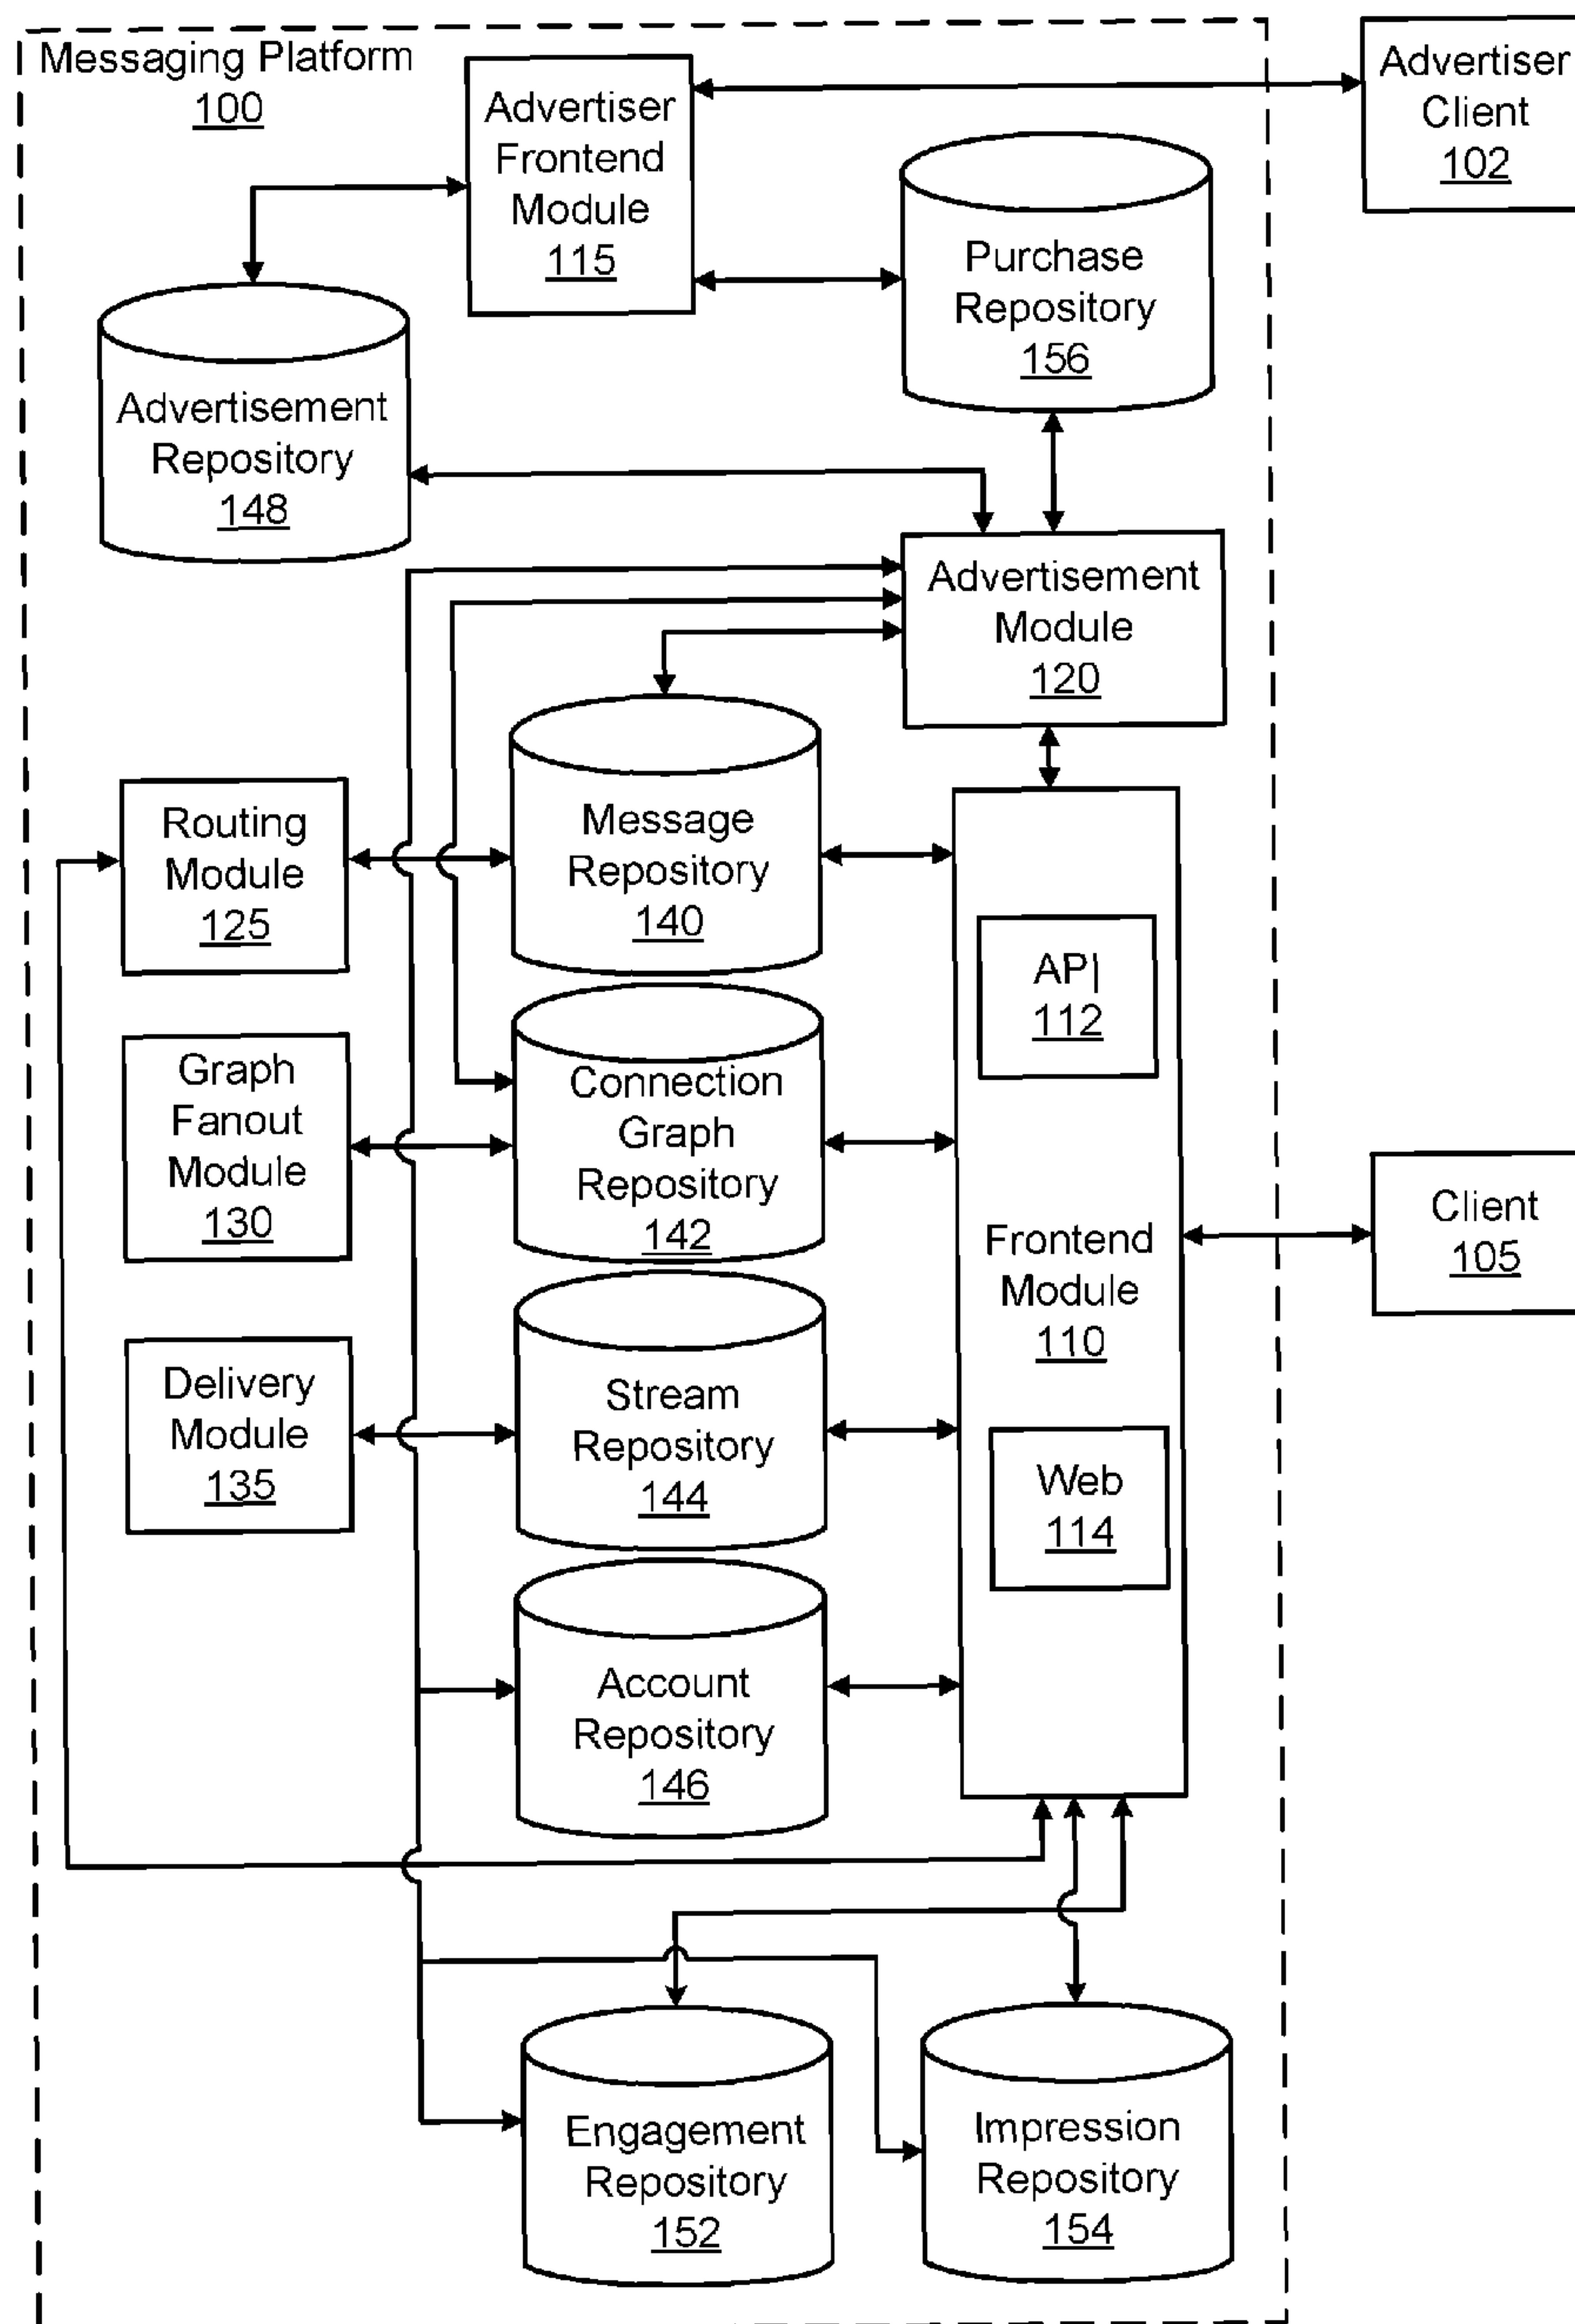 Messaging Platform
100
Advertiser
Frontend
Module
115
Advertiser
Client
102
Purchase
Repository
156
Advertisement
Repository
148
Advertisement
Module
120
Routing
Module
125
Message
Repository
140
API
112
Graph
Fanout
Module
130
Connection
Graph
Repository
142
Frontend
Module
110
Client
105
Delivery
Module
135
Stream
Repository
144
Web
114
Account
Repository
146
Engagement
Repository
152
Impression
Repository
154